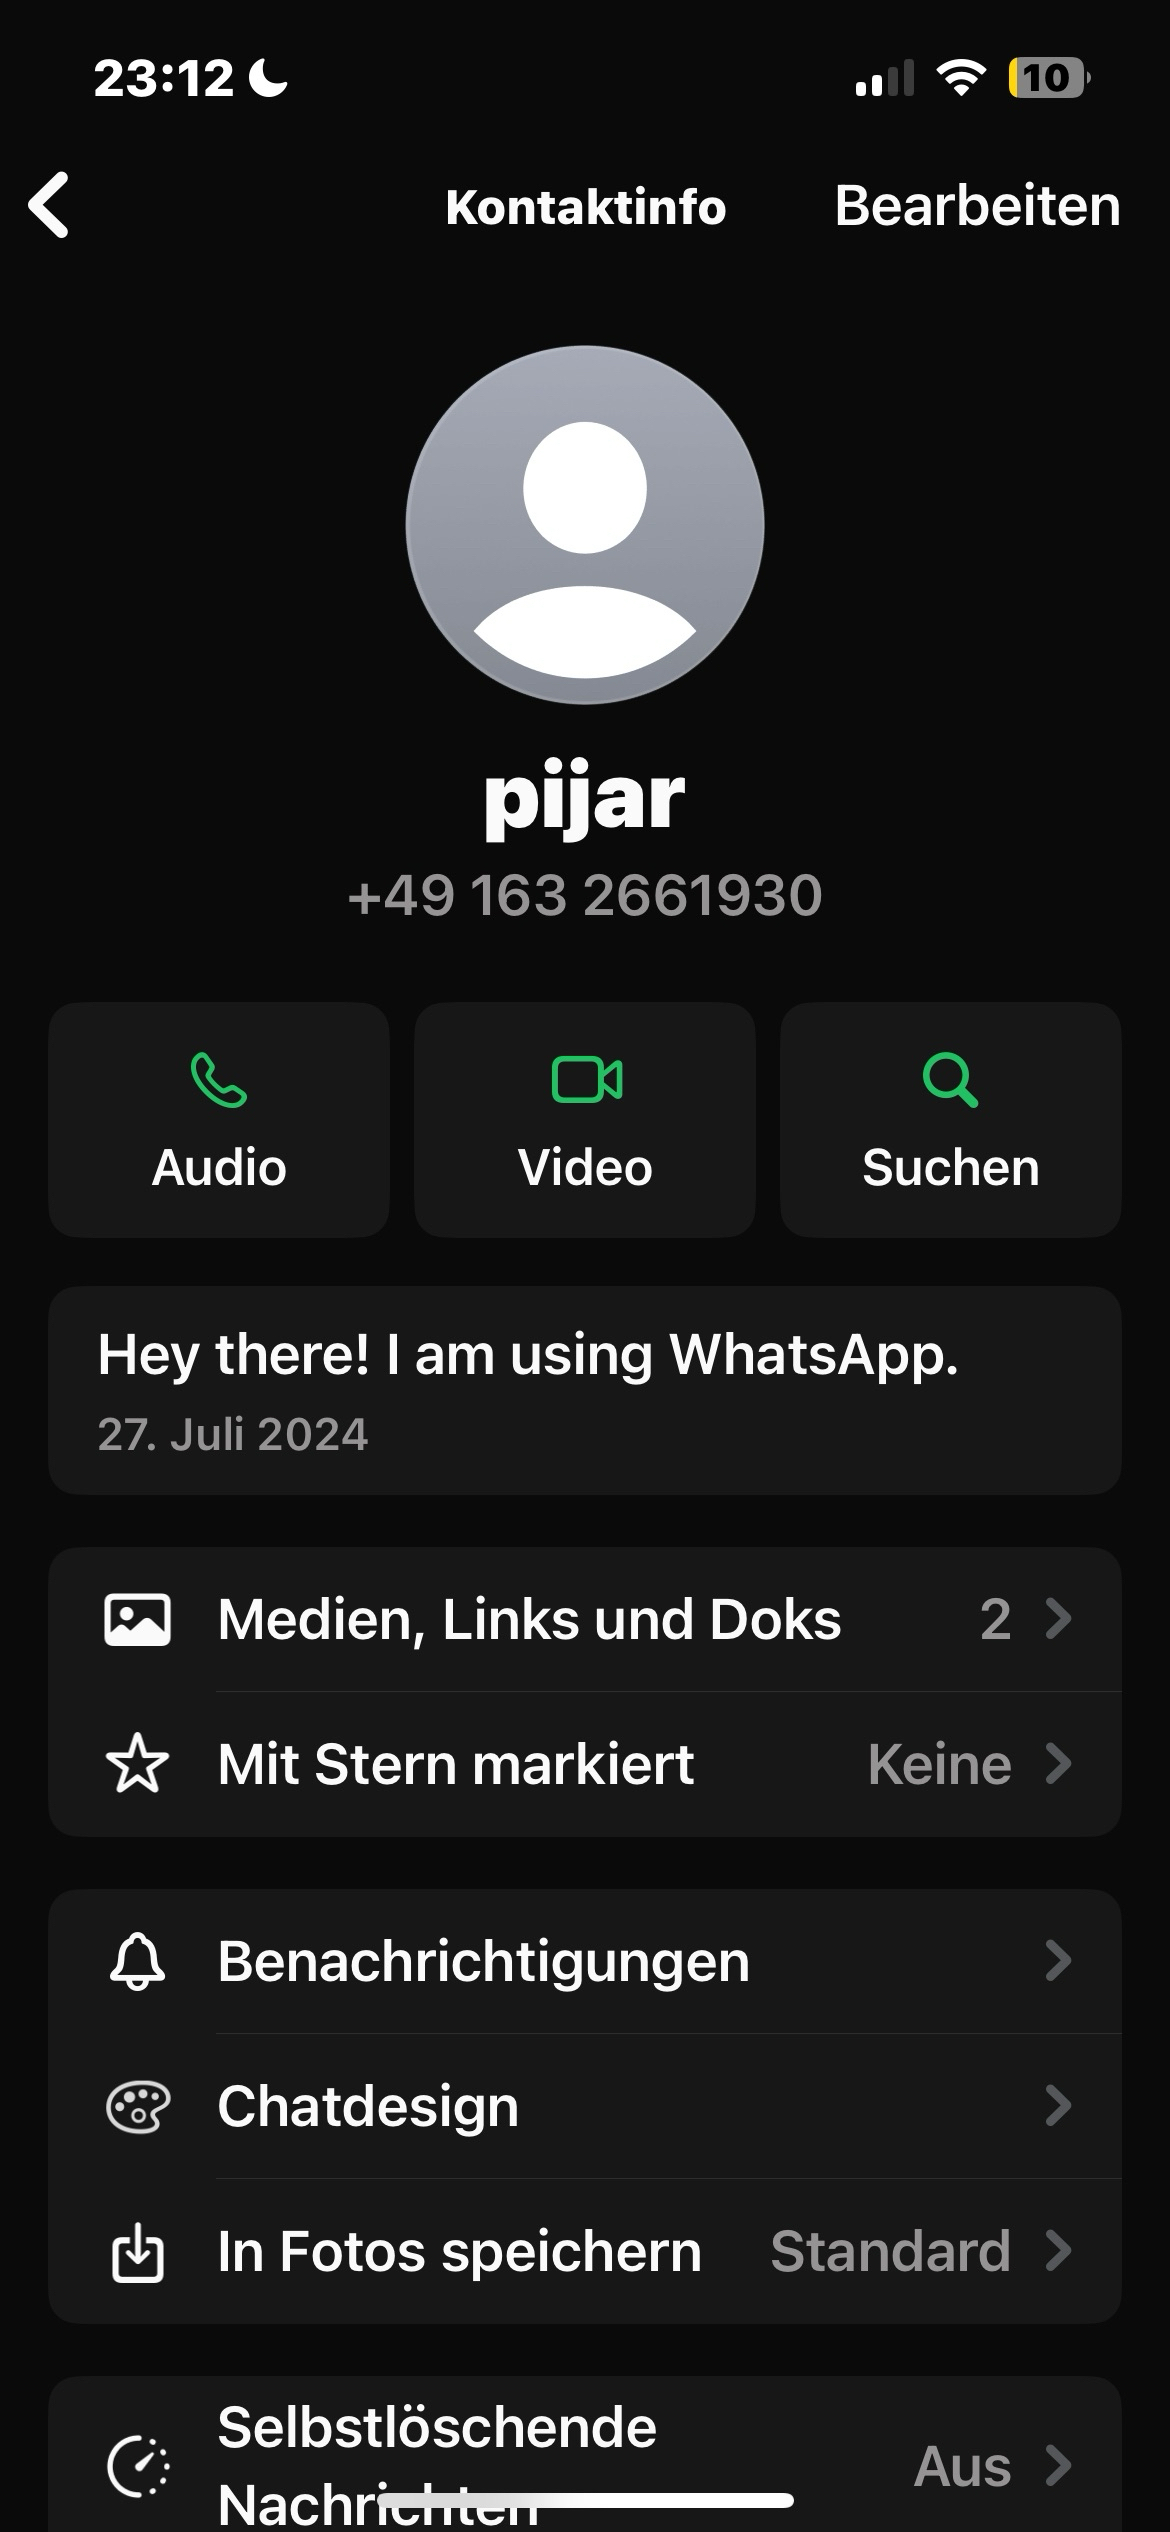 23:12
10
Kontaktinfo
Bearbeiten
pijar
+49 163 2661930
Audio
Video
Suchen
Hey there! I am using WhatsApp.
27. Juli 2024
Medien, Links und Doks 2
Mit Stern markiert Keine
Benachrichtigungen
Chatdesign
In Fotos speichern Standard
Selbstlöschende
Nachrichten
Aus